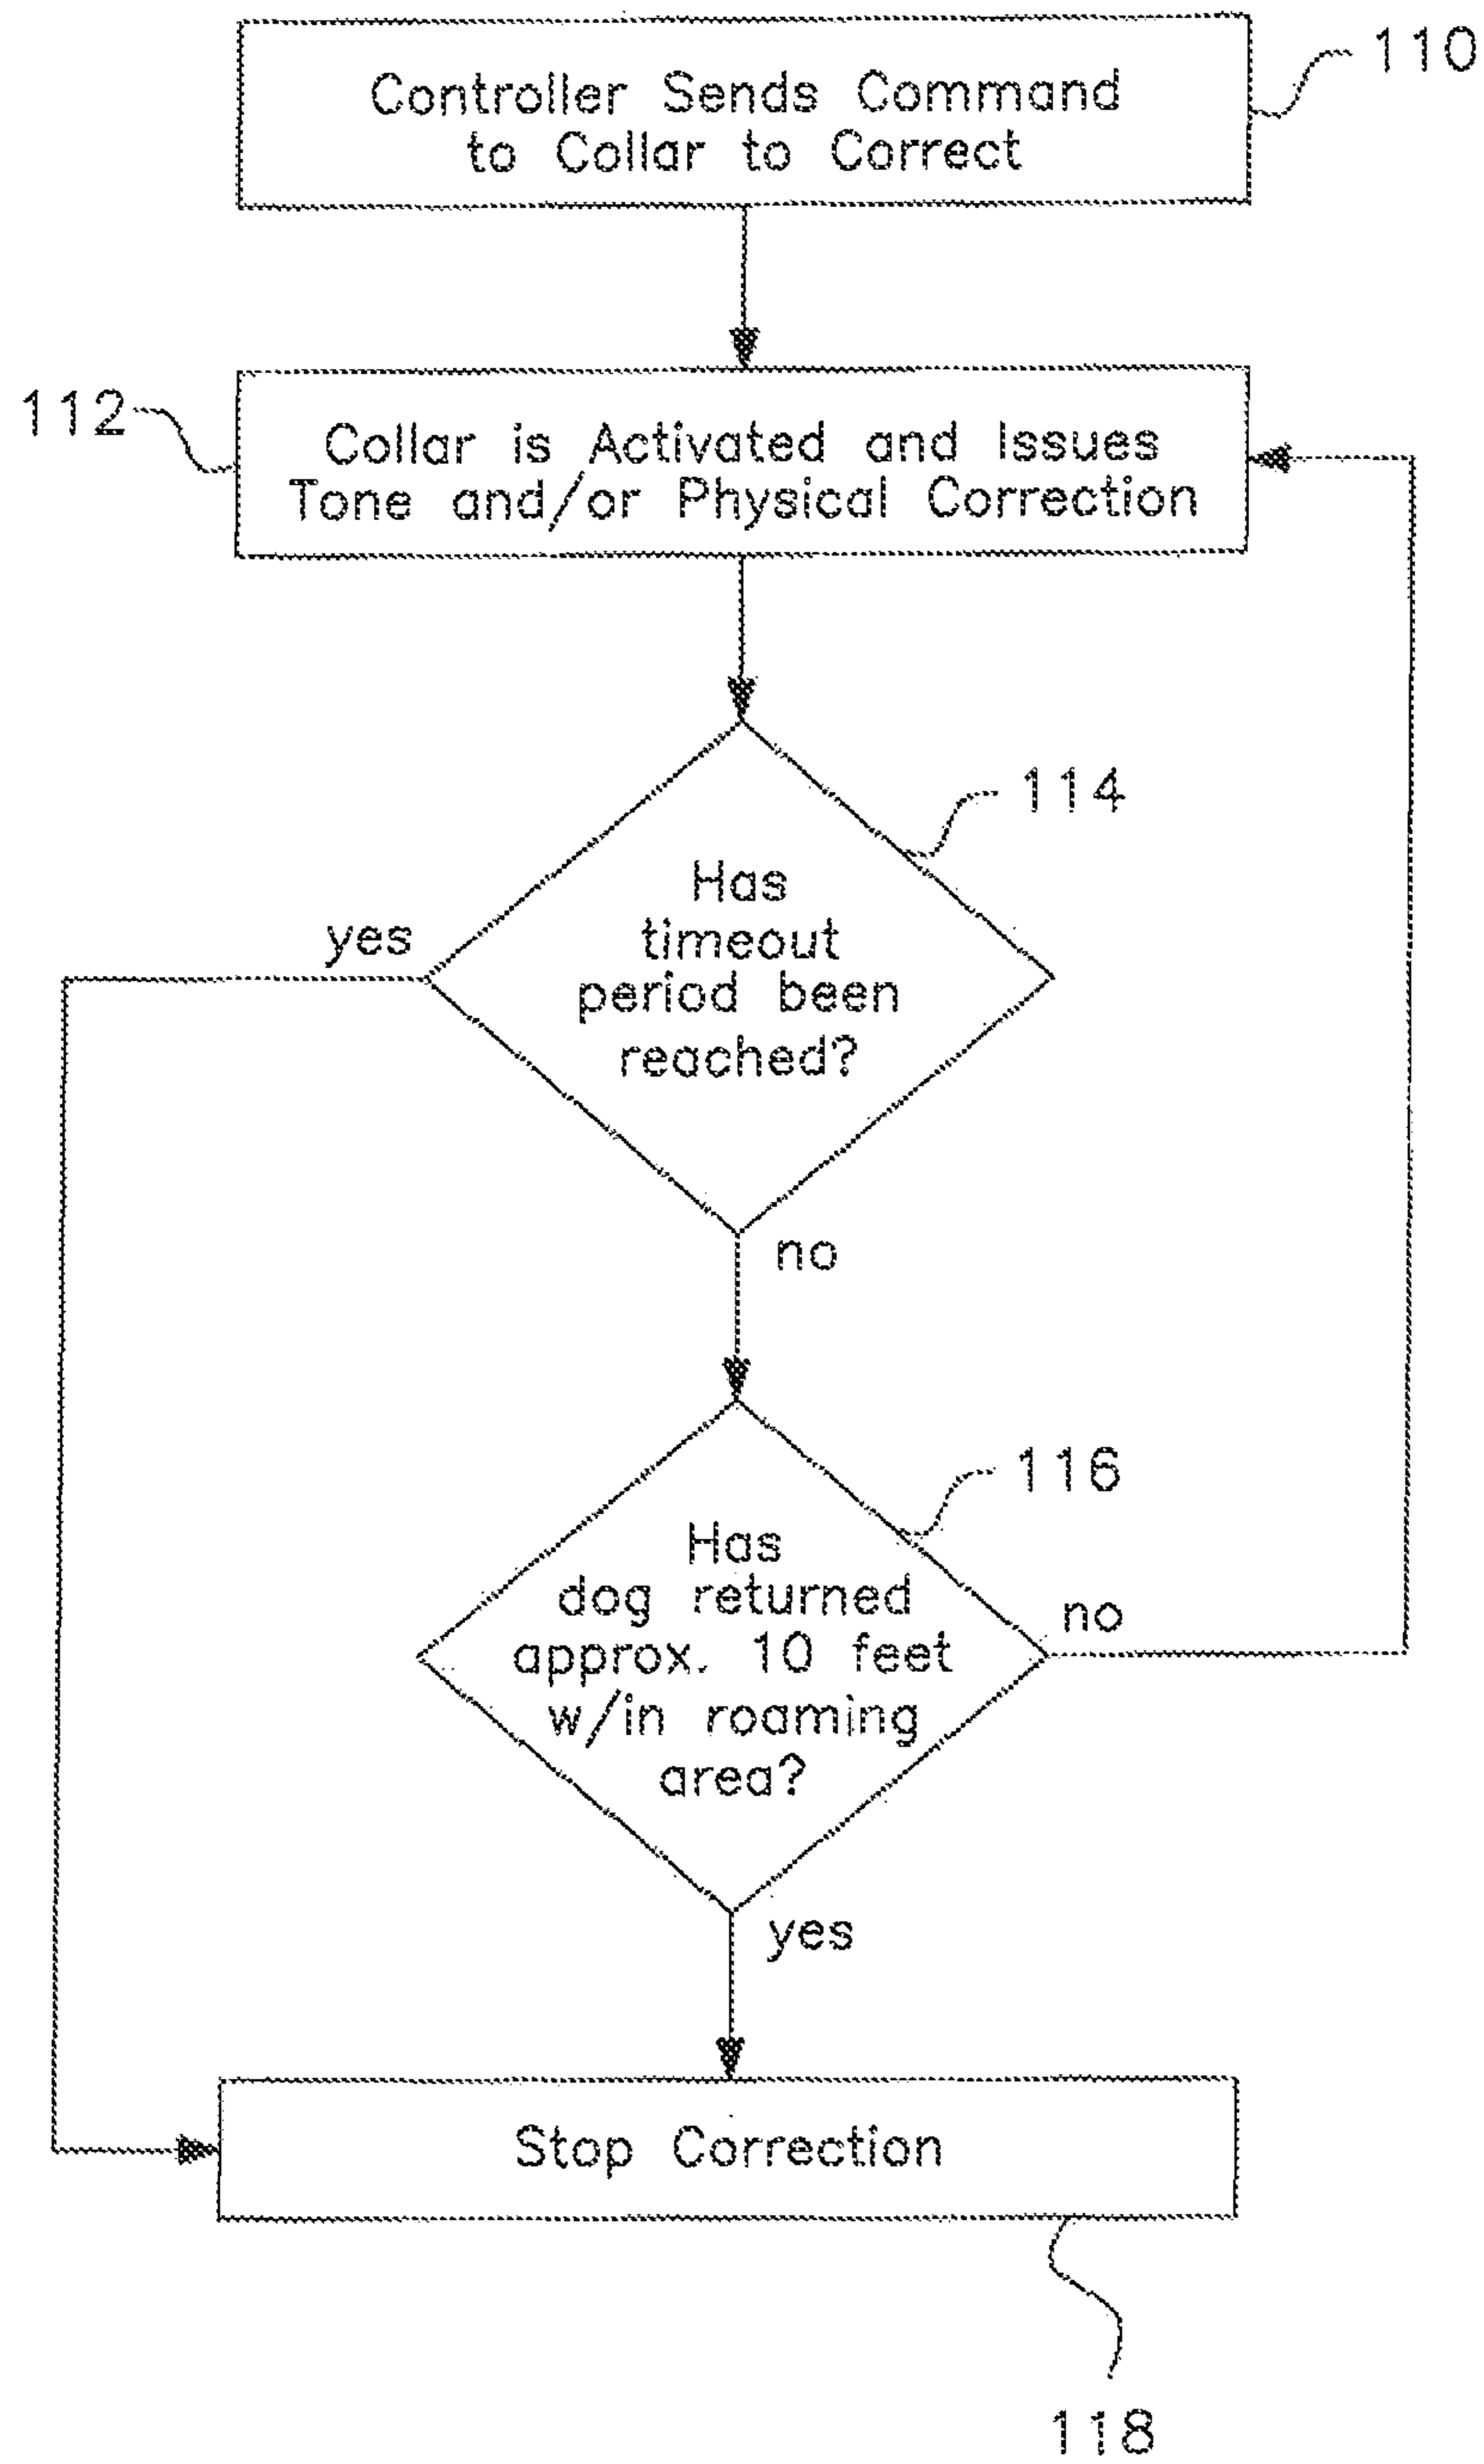 110
Controller Sends Command
to Collar to Correct
112
Collar is Activated and Issues
Tone and/or Physical Correction
114
Has
timeout
period been
reached?
yes
no
116
Has
dog returned
approx. 10 feet
w/in roaming
area?
no
yes
Stop Correction
118